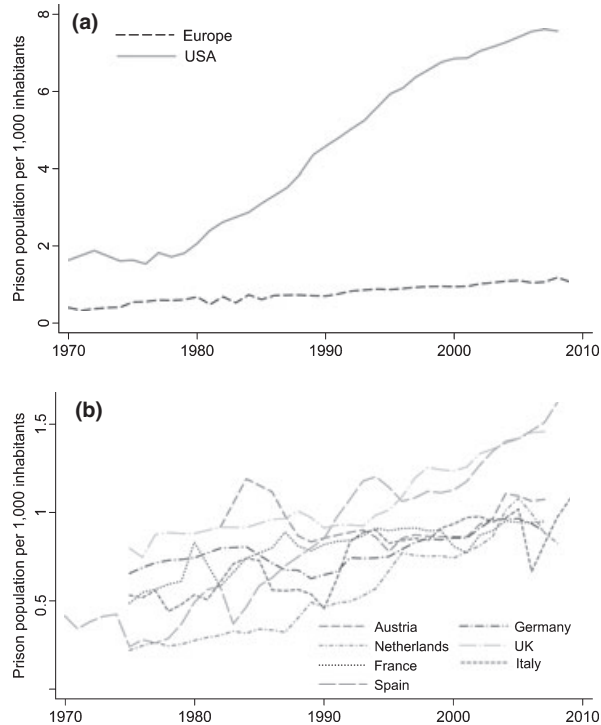 (a)
Europe
USA
Prison population per 1,000 inhabitants
8
6
4
2
0
1970 1980 1990 2000 2010
(b)
Prison population per 1,000 inhabitants
1.5
1
0.5
0
Austria Germany
Netherlands UK
France Italy
Spain
1970 1980 1990 2000 2010